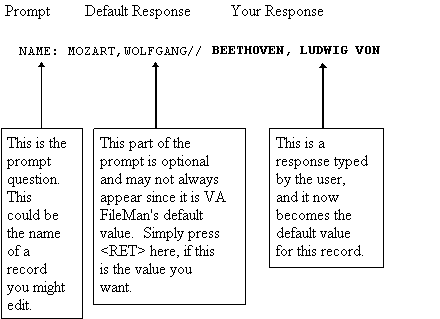 Prompt Default Response Your Response
NAME: MOZART,WOLFGANG// BEETHOVEN, LUDWIG VON
This is the
prompt
question.
This
could be
the name
of a
record
you might
edit.
This part of the
prompt is optional
and may not always
appear since it is VA
FileMan's default
value. Simply press
<RET> here, if this
is the value you
want.
This is a
response typed
by the user,
and it now
becomes the
default value
for this record.